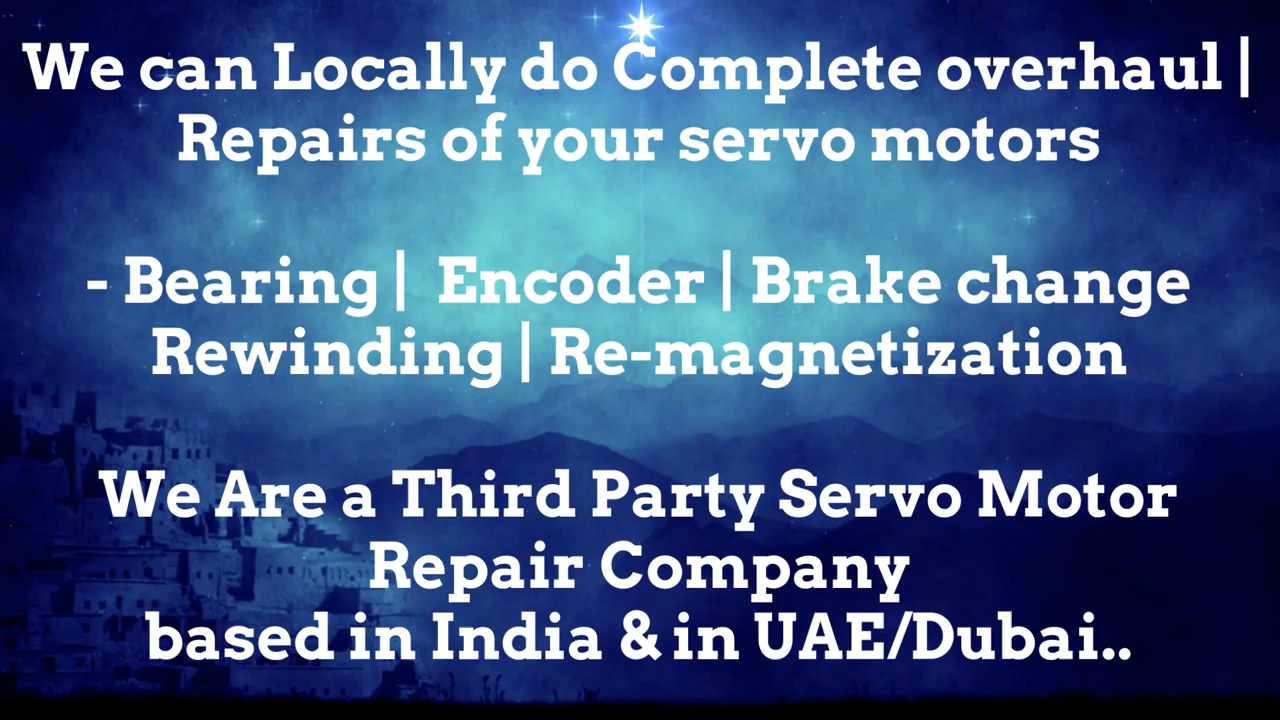 We can Locally do Complete overhaul |
Repairs of your servo motors
- Bearing | Encoder | Brake change
Rewinding | Re-magnetization
We Are a Third Party Servo Motor
Repair Company
based in India & in UAE/Dubai..